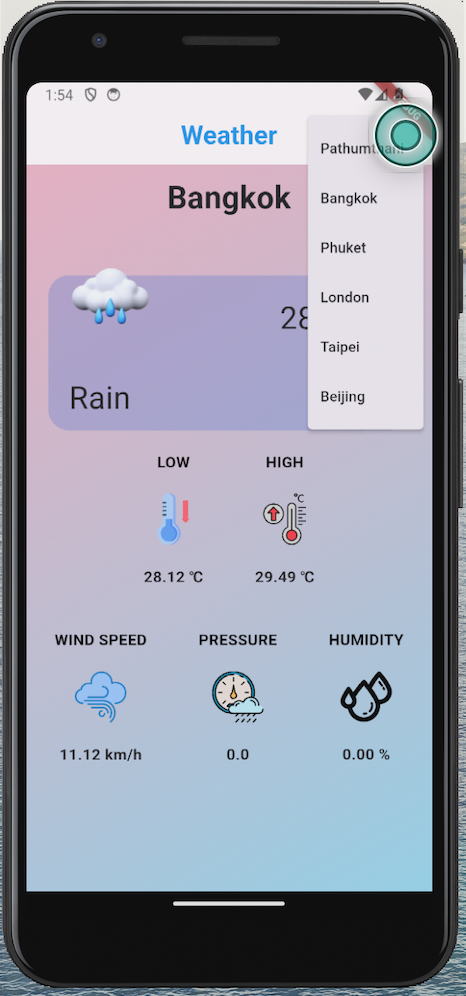 1:54
Weather
Pathumthani
Bangkok
Bangkok
Phuket
28
London
Taipei
Rain
Beijing
LOW HIGH
℃
28.12 ℃ 29.49 ℃
WIND SPEED PRESSURE HUMIDITY
11.12 km/h 0.0 0.00 %